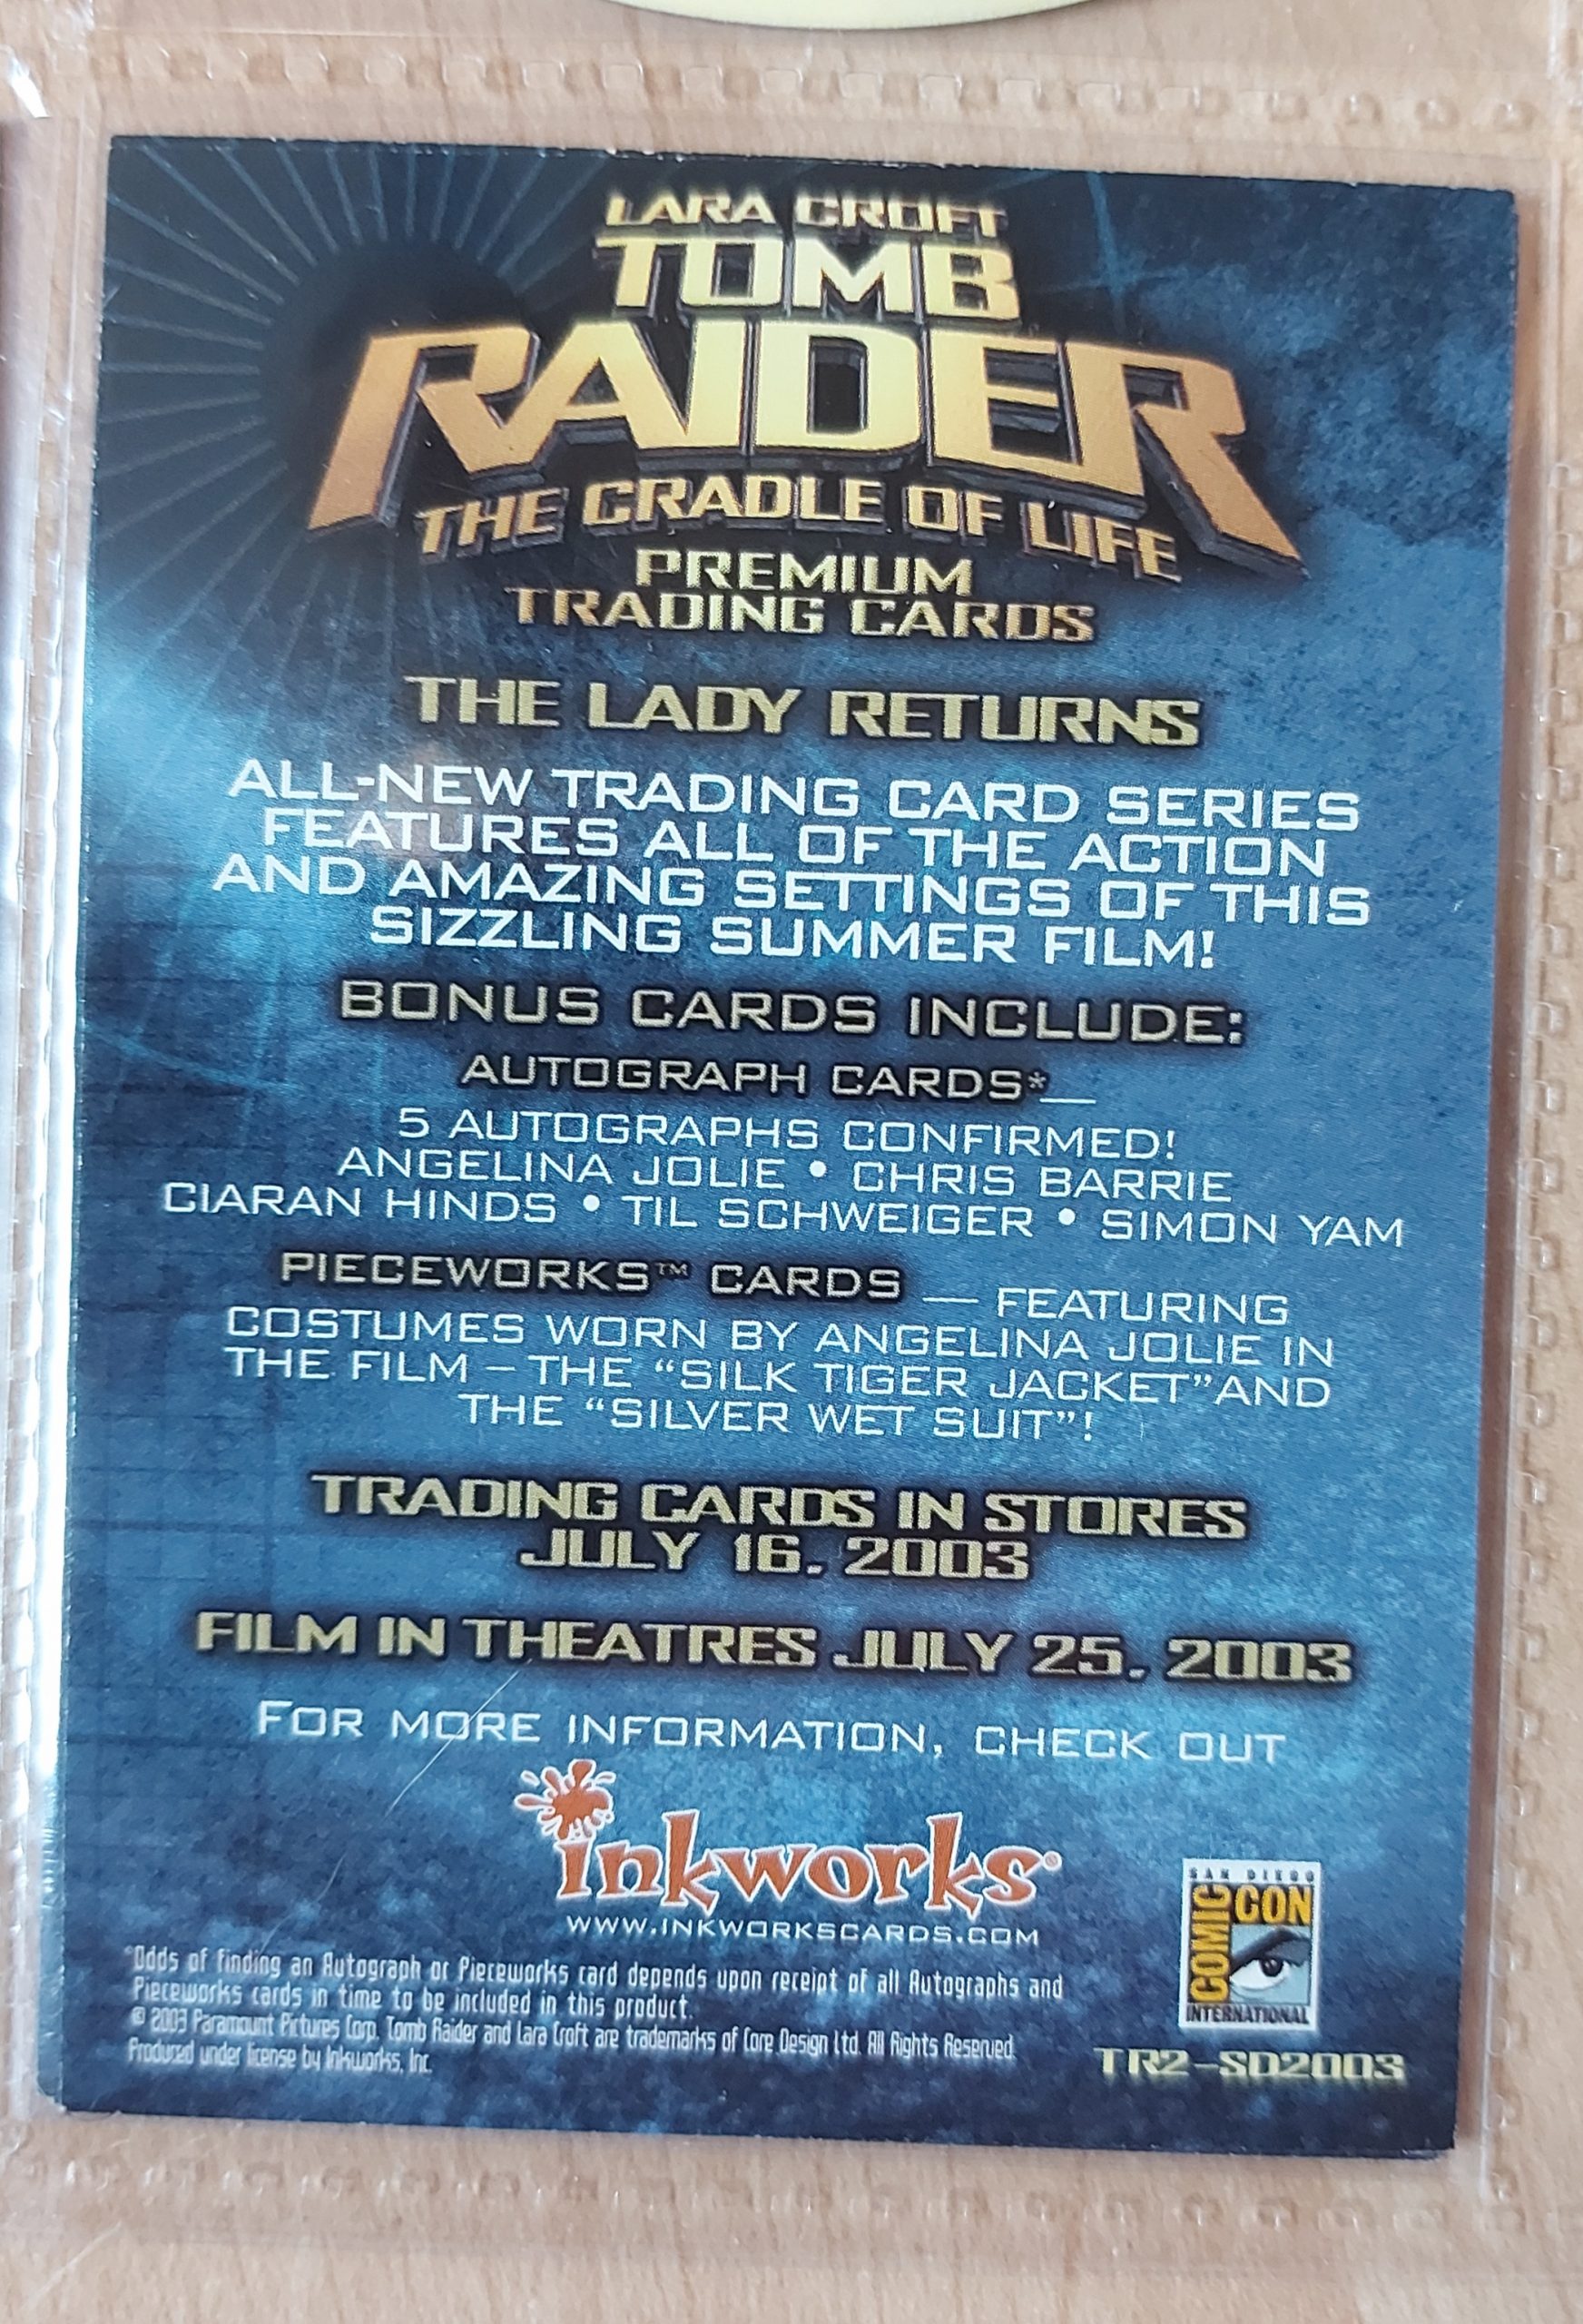 LARA CROFT
TOMB
RAIDER
THE CRADLE OF LIFE
PREMIUM
TRADING CARDS
THE LADY RETURNS
ALL-NEW TRADING CARD SERIES
FEATURES ALL OF THE ACTION
AND AMAZING SETTINGS OF THIS
SIZZLING SUMMER FILM!
BONUS CARDS INCLUDE:
AUTOGRAPH CARDS*__
5 AUTOGRAPHS CONFIRMED!
ANGELINA JOLIE • CHRIS BARRIE
CIARAN HINDS • TIL SCHWEIGER • SIMON YAM
PIECEWORKS™ CARDS __ FEATURING
COSTUMES WORN BY ANGELINA JOLIE IN
THE FILM – THE “SILK TIGER JACKET”AND
THE “SILVER WET SUIT”!
TRADING CARDS IN STORES
JULY 16, 2003
FILM IN THEATRES JULY 25, 2003
FOR MORE INFORMATION, CHECK OUT
inkworks®
WWW.INKWORKSCARDS.COM
*Odds of finding an Autograph or Pieceworks card depends upon receipt of all Autographs and
Pieceworks cards in time to be included in this product.
© 2003 Paramount Pictures Corp. Tomb Raider and Lara Croft are trademarks of Core Design Ltd. All Rights Reserved.
Produced under license by Inkworks, Inc.
SAN DIEGO
COMIC CON
INTERNATIONAL
TR2-SD2003